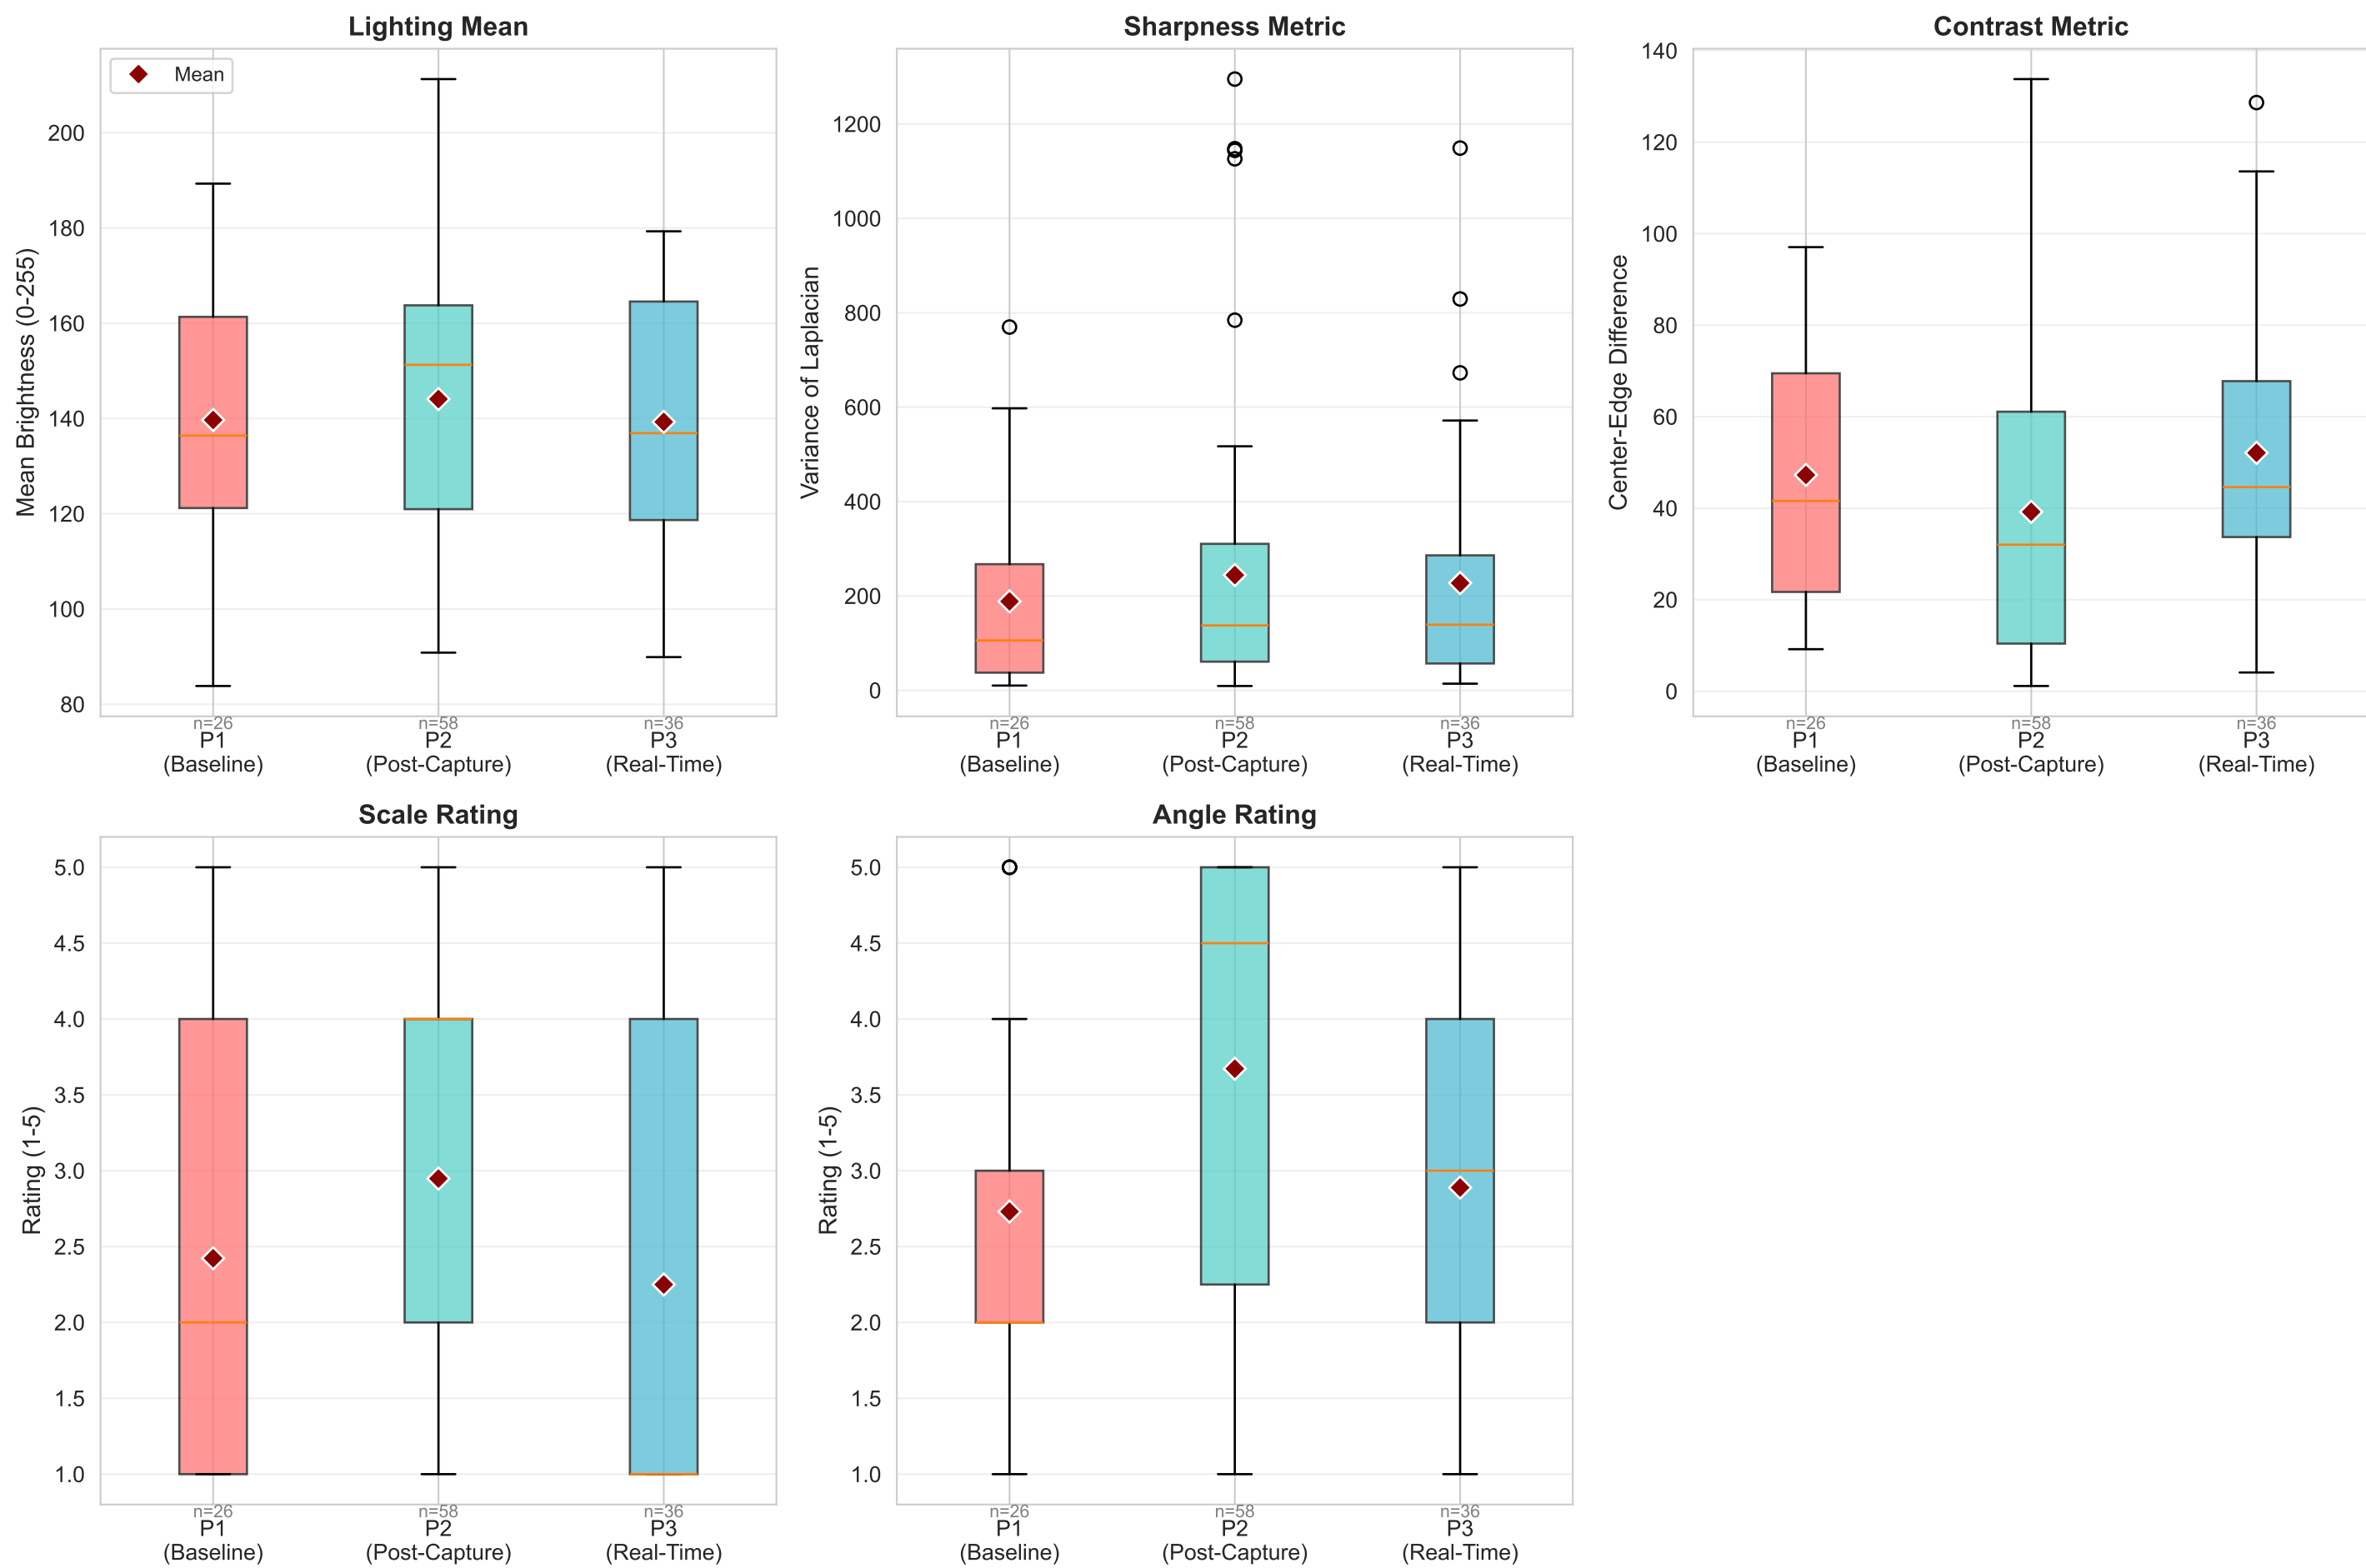 Lighting Mean
Mean
Mean Brightness (0-255)
200
180
160
140
120
100
80
n=26
n=58
n=36
P1
P2
P3
(Baseline)
(Post-Capture)
(Real-Time)
Sharpness Metric
Variance of Laplacian
1200
1000
800
600
400
200
0
n=26
n=58
n=36
P1
P2
P3
(Baseline)
(Post-Capture)
(Real-Time)
Contrast Metric
Center-Edge Difference
140
120
100
80
60
40
20
0
n=26
n=58
n=36
P1
P2
P3
(Baseline)
(Post-Capture)
(Real-Time)
Scale Rating
Rating (1-5)
5.0
4.5
4.0
3.5
3.0
2.5
2.0
1.5
1.0
n=26
n=58
n=36
P1
P2
P3
(Baseline)
(Post-Capture)
(Real-Time)
Angle Rating
Rating (1-5)
5.0
4.5
4.0
3.5
3.0
2.5
2.0
1.5
1.0
n=26
n=58
n=36
P1
P2
P3
(Baseline)
(Post-Capture)
(Real-Time)